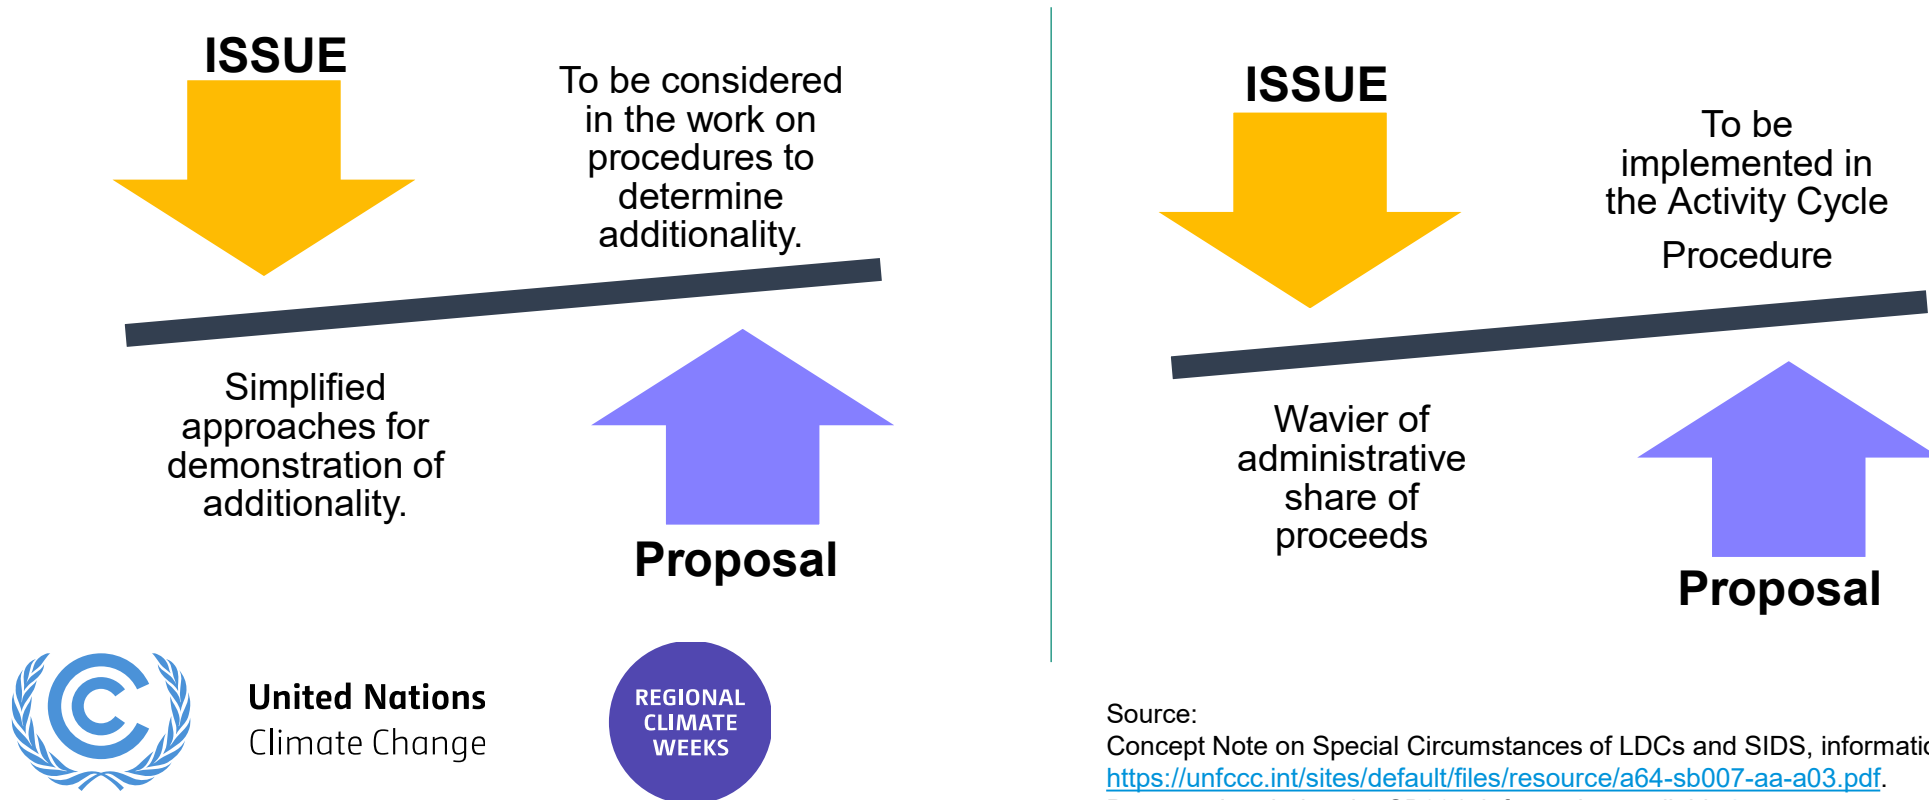 ISSUE
To be considered
in the work on
procedures to
determine
additionality.
Simplified
approaches for
demonstration of
additionality.
Proposal
ISSUE
To be
implemented in
the Activity Cycle
Procedure
Wavier of
administrative
share of
proceeds
Proposal
United Nations
Climate Change
REGIONAL
CLIMATE
WEEKS
Source:
Concept Note on Special Circumstances of LDCs and SIDS,
https://unfccc.int/sites/default/files/resource/a64-sb007-aa-a03.pdf.